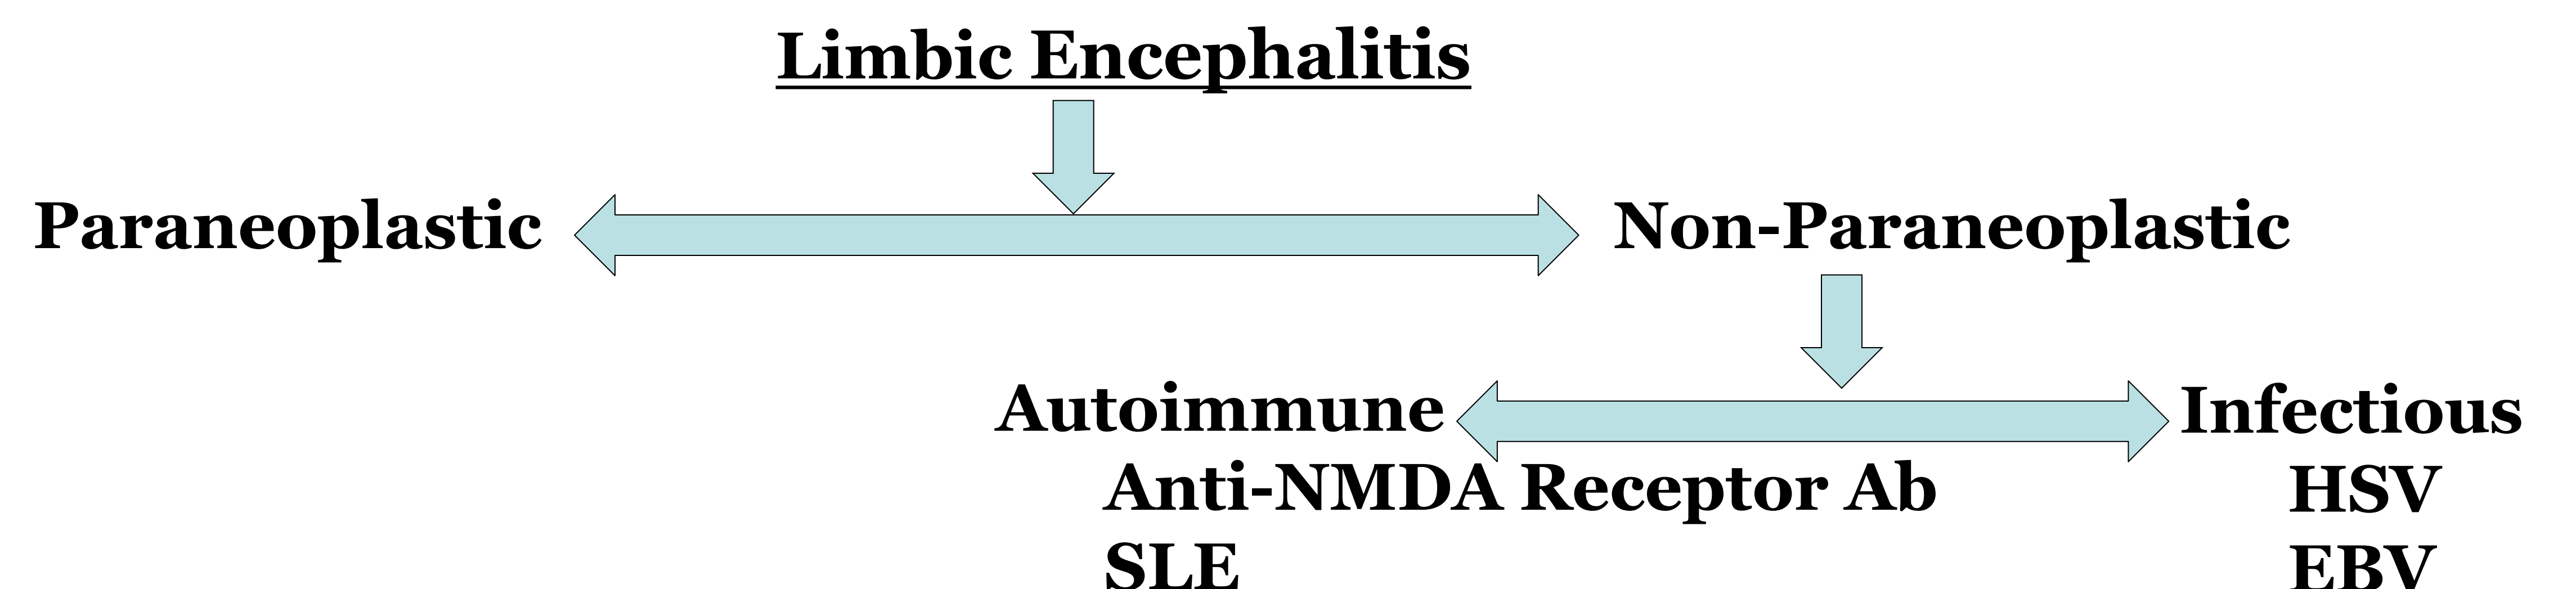 Limbic Encephalitis
Paraneoplastic
Non-Paraneoplastic
Autoimmune
Infectious
Anti-NMDA Receptor Ab
HSV
SLE
EBV